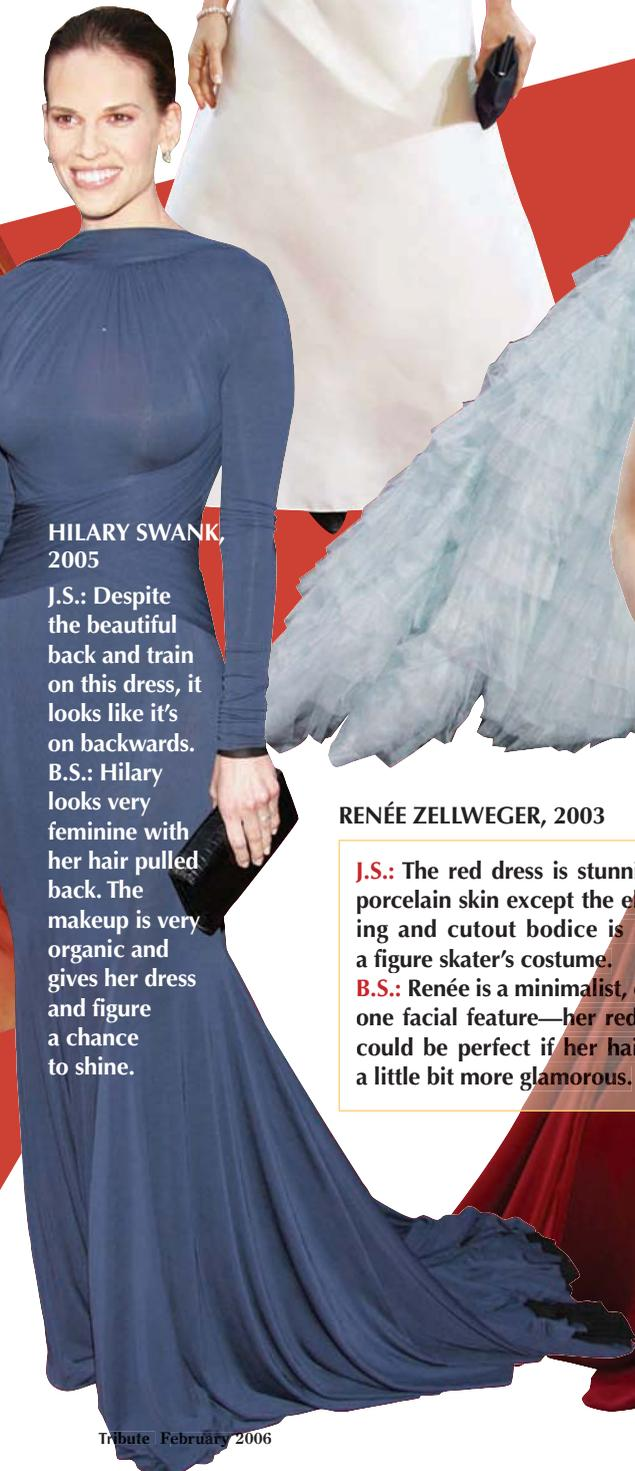 HILARY SWANK,
2005
J.S.: Despite
the beautiful
back and train
on this dress, it
looks like it's
on backwards.
B.S.: Hilary
looks very
feminine with
her hair pulled
back. The
makeup is very
organic and
gives her dress
and figure
a chance
to shine.
RENÉE ZELLWEGER, 2003
J.S.: The red dress is
porcelain skin except the
ing and cutout bodice is
a figure skater's costume.
B.S.: Renée is a minimalist,
one facial feature—her red
could be perfect if her
a little bit more glamorous.
Tribute February 2006